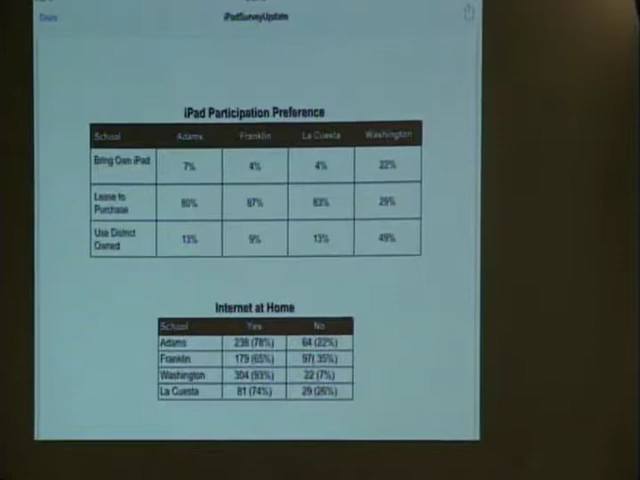 Done iPadSurveyUpdate
iPad Participation Preference
School Adams Franklin La Cuesta Washington
Bring Own iPad 7% 4% 4% 22%
Lease to
Purchase 80% 87% 83% 29%
Use District
Owned 13% 9% 13% 49%
Internet at Home
School Yes No
Adams 238 (78%) 64 (22%)
Franklin 179 (65%) 97( 35%)
Washington 304 (93%) 22 (7%)
La Cuesta 81 (74%) 29 (26%)